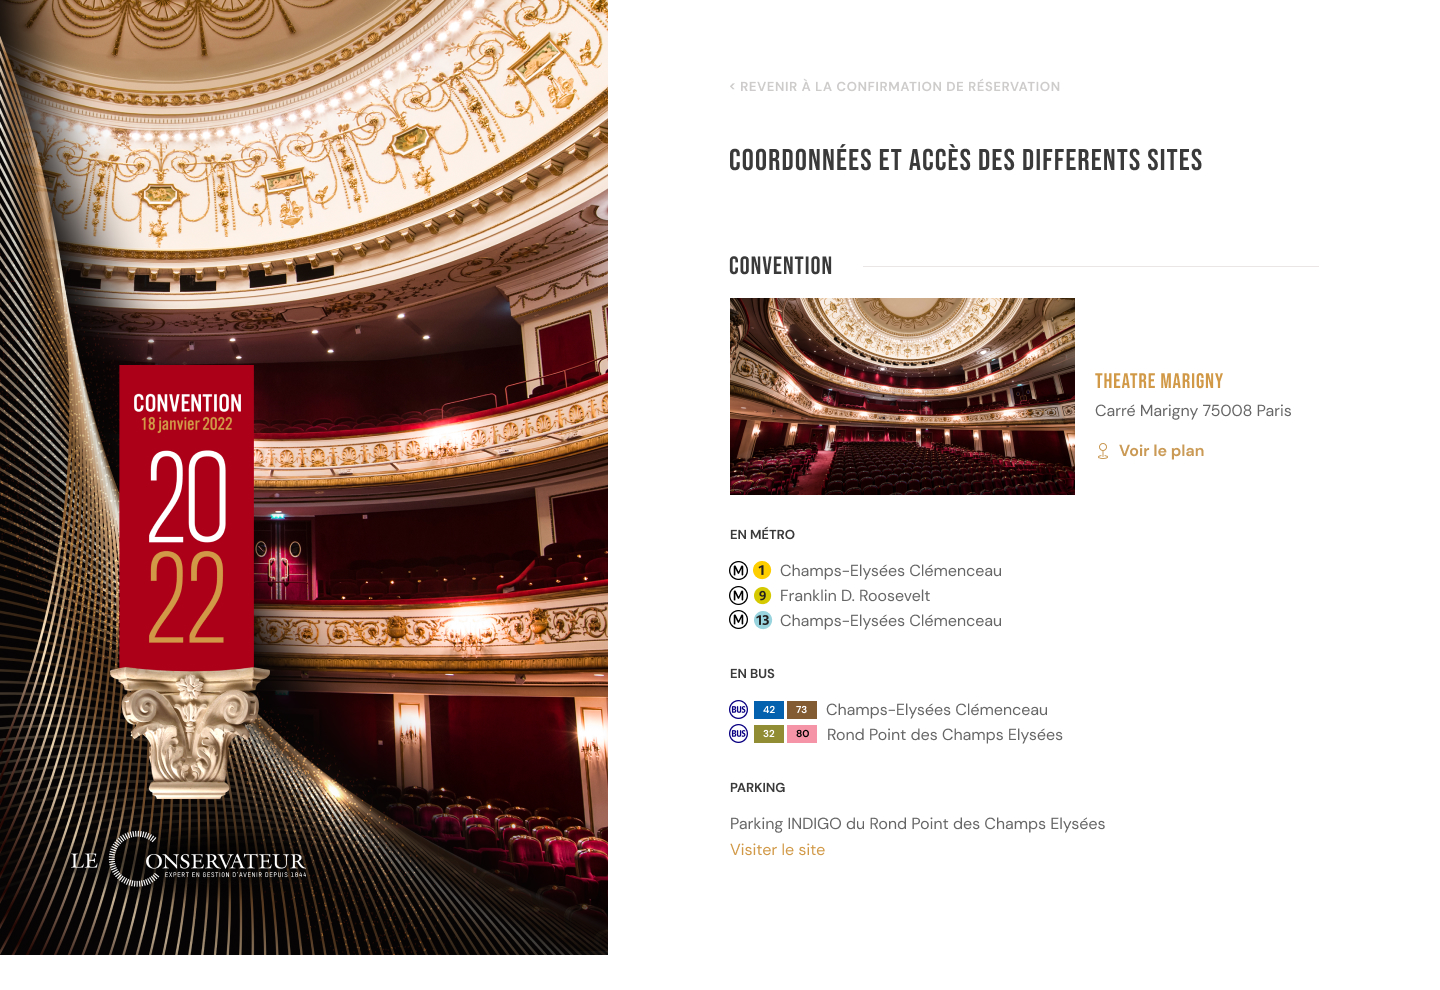 CONVENTION
18 janvier 2022
20
22
LE CONSERVATEUR
EXPERT EN GESTION D'AVENIR DEPUIS 1844
< REVENIR À LA CONFIRMATION DE RÉSERVATION
COORDONNÉES ET ACCÈS DES DIFFERENTS SITES
CONVENTION
THEATRE MARIGNY
Carré Marigny 75008 Paris
Voir le plan
EN MÉTRO
M 1 Champs-Elysées Clémenceau
M 9 Franklin D. Roosevelt
M 13 Champs-Elysées Clémenceau
EN BUS
BUS 42 73 Champs-Elysées Clémenceau
BUS 32 80 Rond Point des Champs Elysées
PARKING
Parking INDIGO du Rond Point des Champs Elysées
Visiter le site